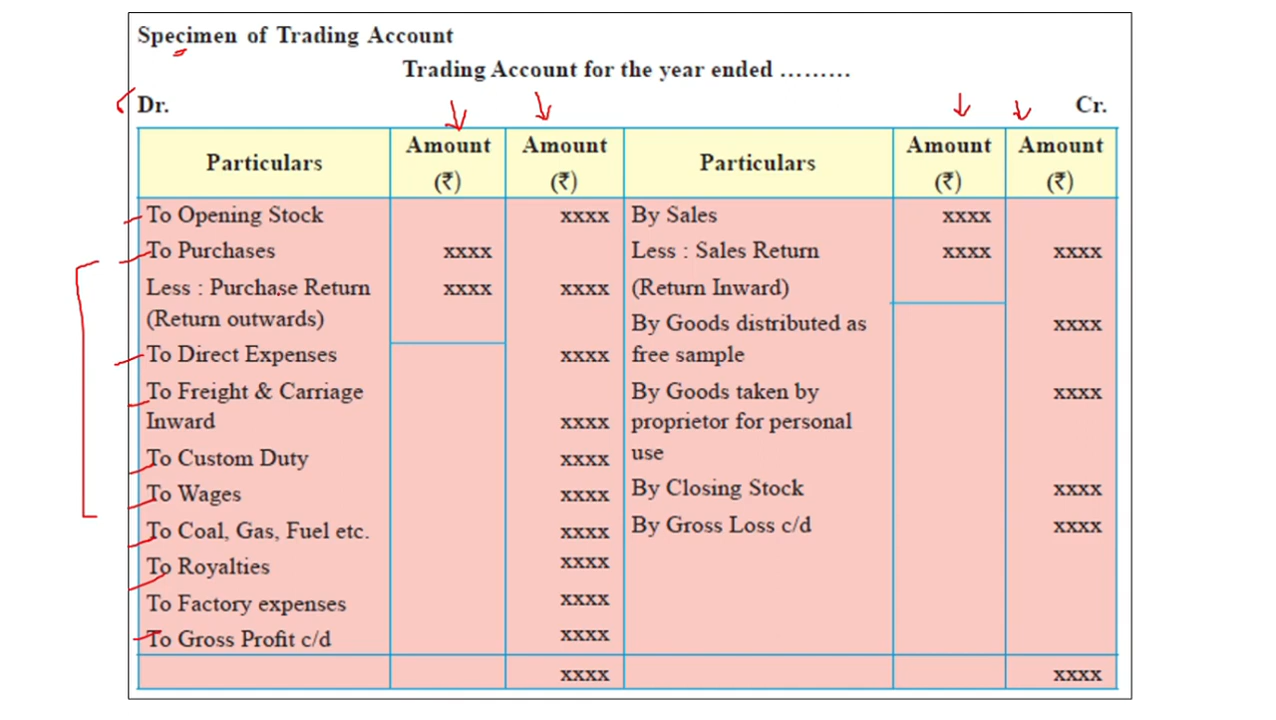 Specimen of Trading Account
Trading Account for the year ended ………
Dr. Cr.
Particulars Amount (₹) Amount (₹) Particulars Amount (₹) Amount (₹)
To Opening Stock xxxx By Sales xxxx
To Purchases xxxx Less : Sales Return xxxx xxxx
Less : Purchase Return xxxx xxxx (Return Inward)
(Return outwards) By Goods distributed as xxxx
To Direct Expenses xxxx free sample
To Freight & Carriage By Goods taken by xxxx
Inward xxxx proprietor for personal
To Custom Duty xxxx use
To Wages xxxx By Closing Stock xxxx
To Coal, Gas, Fuel etc. xxxx By Gross Loss c/d xxxx
To Royalties xxxx
To Factory expenses xxxx
To Gross Profit c/d xxxx
xxxx xxxx